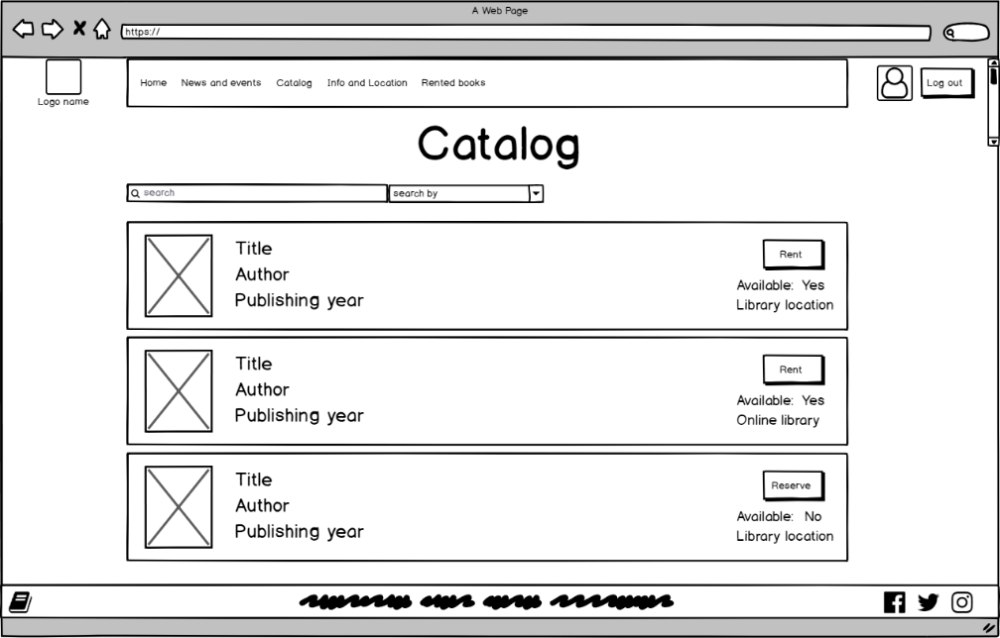 A Web Page
https://
Logo name
Home News and events Catalog Info and Location Rented books
Log out
Catalog
search
search by
Title
Author
Publishing year
Rent
Available: Yes
Library location
Title
Author
Publishing year
Rent
Available: Yes
Online library
Title
Author
Publishing year
Reserve
Available: No
Library location